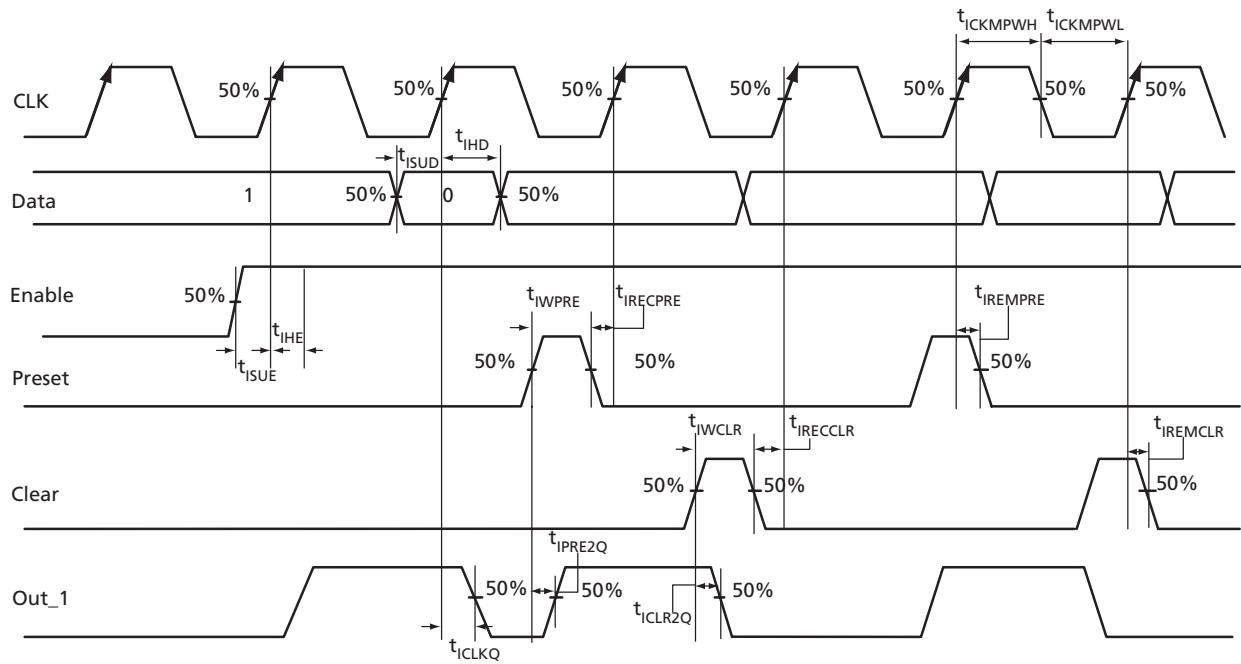 tICKMPWH tICKMPWL
CLK
50% 50% 50% 50% 50% 50% 50%
tISUD tIHD
Data
1 50% 0 50%
Enable
50%
tIHE
tISUE
tIWPRE tIRECPRE tIREMPRE
Preset
50% 50% 50%
tIWCLR tIRECCLR tIREMCLR
Clear
50% 50% 50%
tIPRE2Q
Out_1
50% 50% 50%
tICLR2Q
tICLKQ